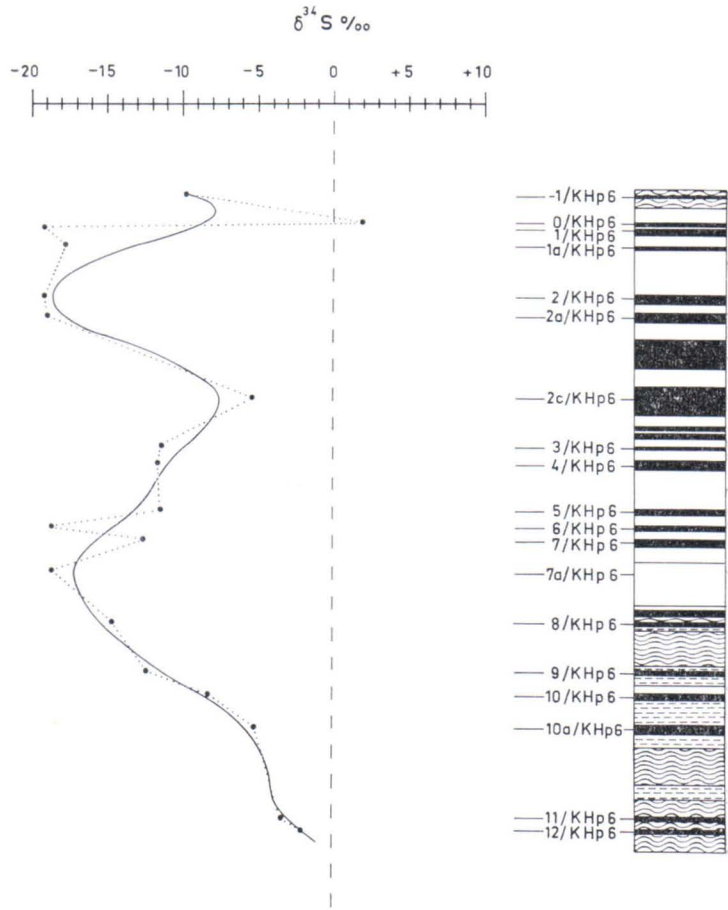 δ³⁴S ‰
-20 -15 -10 -5 0 +5 +10
-1/KHp6
0/KHp6
1/KHp6
1a/KHp6
2/KHp6
2a/KHp6
2c/KHp6
3/KHp6
4/KHp6
5/KHp6
6/KHp6
7/KHp6
7a/KHp6
8/KHp6
9/KHp6
10/KHp6
10a/KHp6
11/KHp6
12/KHp6